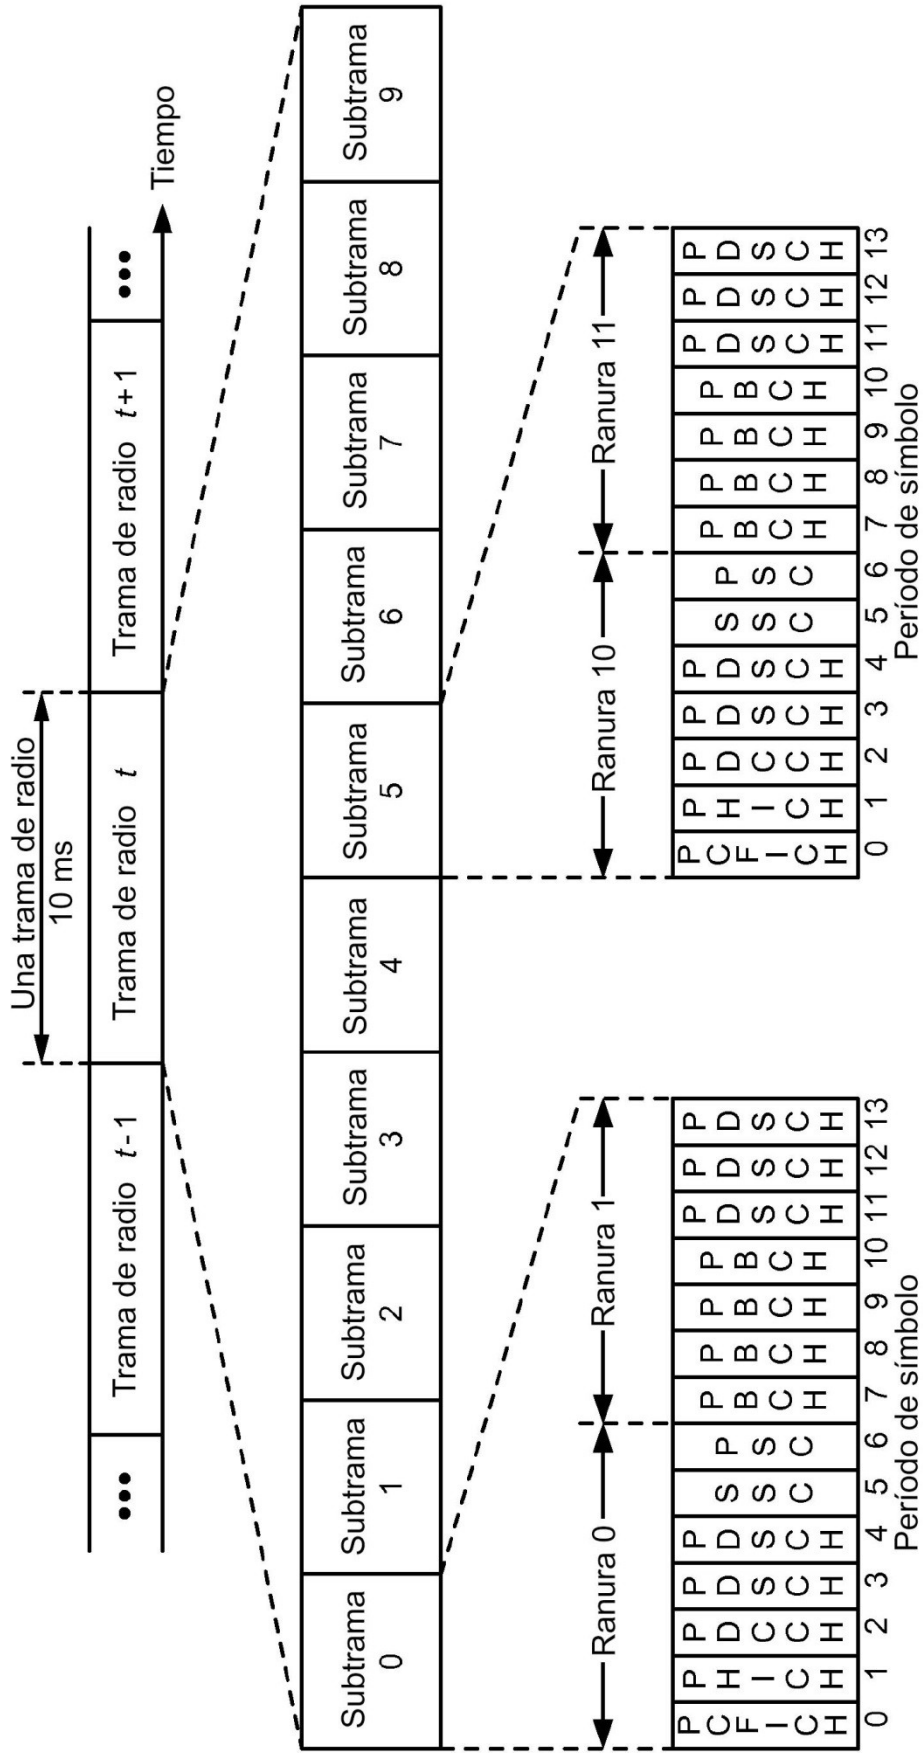 Una trama de radio
10 ms
••• Trama de radio t-1 Trama de radio t Trama de radio t+1 •••
Tiempo
Subtrama 0
Subtrama 1
Subtrama 2
Subtrama 3
Subtrama 4
Subtrama 5
Subtrama 6
Subtrama 7
Subtrama 8
Subtrama 9
Ranura 0 Ranura 1
PCFICH PHICH PDCCH PDSCH PDSCH SSC PSC PBCH PBCH PBCH PBCH PDSCH PDSCH PDSCH
0 1 2 3 4 5 6 7 8 9 10 11 12 13
Período de símbolo
Ranura 10 Ranura 11
PCFICH PHICH PDCCH PDSCH PDSCH SSC PSC PBCH PBCH PBCH PBCH PDSCH PDSCH PDSCH
0 1 2 3 4 5 6 7 8 9 10 11 12 13
Período de símbolo